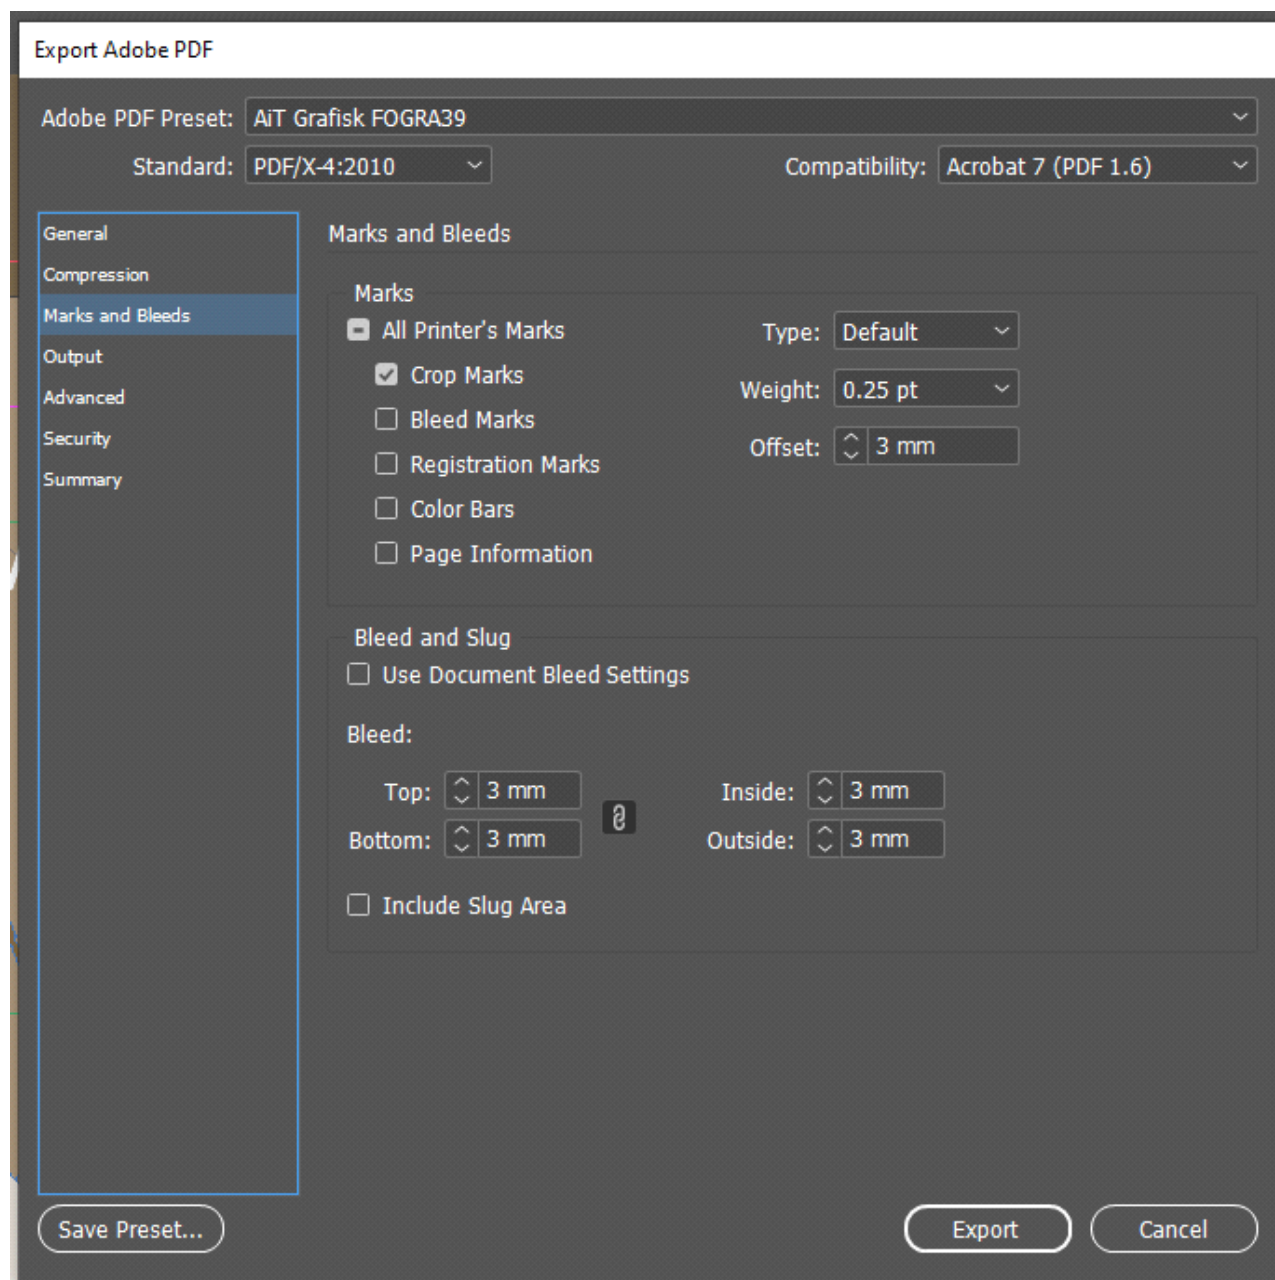 Export Adobe PDF
Adobe PDF Preset: AiT Grafisk FOGRA39
Standard: PDF/X-4:2010 Compatibility: Acrobat 7 (PDF 1.6)
General
Compression
Marks and Bleeds
Output
Advanced
Security
Summary
Marks and Bleeds
Marks
All Printer's Marks
Crop Marks
Bleed Marks
Registration Marks
Color Bars
Page Information
Type: Default
Weight: 0.25 pt
Offset: 3 mm
Bleed and Slug
Use Document Bleed Settings
Bleed:
Top: 3 mm Inside: 3 mm
Bottom: 3 mm Outside: 3 mm
Include Slug Area
Save Preset... Export Cancel